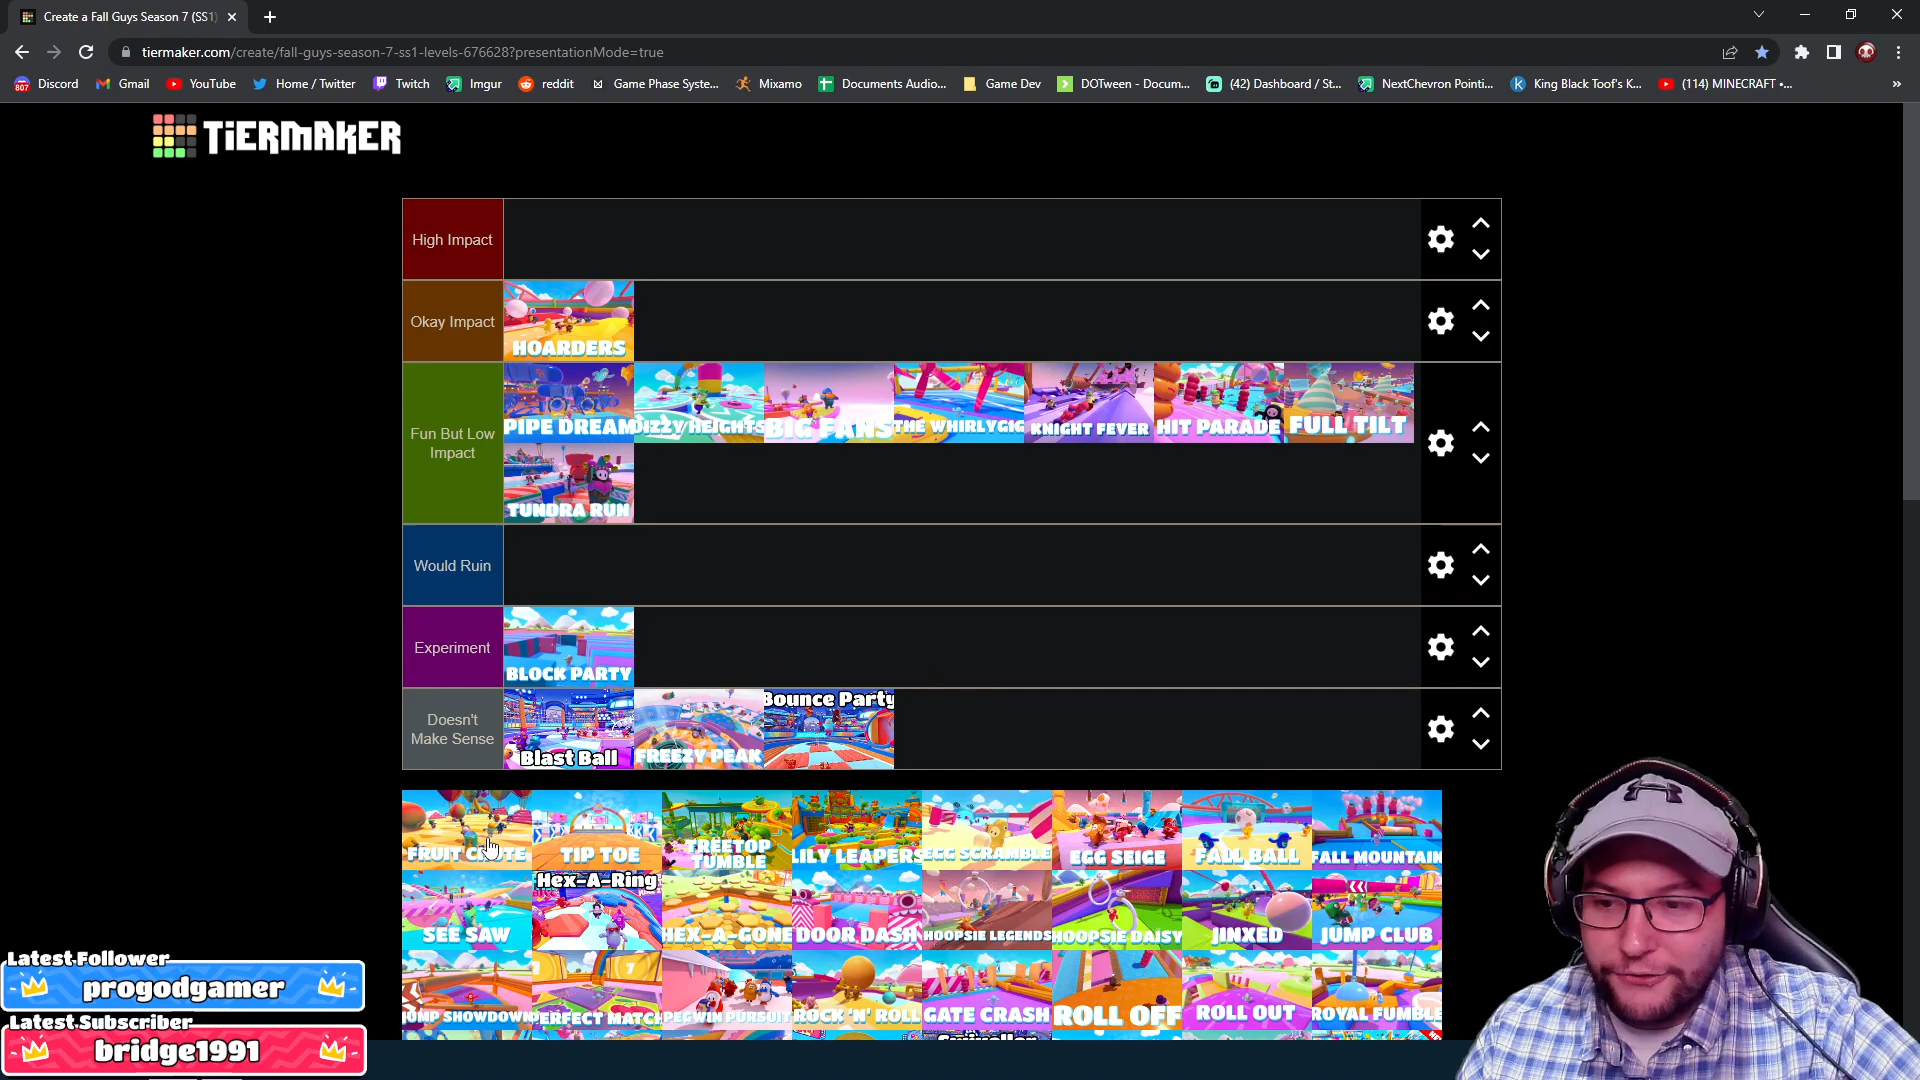 Create a Fall Guys Season 7 (SS1)
tiermaker.com/create/fall-guys-season-7-ss1-levels-676628?presentationMode=true
807 Discord Gmail YouTube Home / Twitter Twitch Imgur reddit Game Phase Syste... Mixamo Documents Audio... Game Dev DOTween - Docum... (42) Dashboard / St... NextChevron Pointi... King Black Toof's K... (114) MINECRAFT •... »
TiERMAKER
High Impact
Okay Impact
HOARDERS
Fun But Low
Impact
PIPE DREAM DIZZY HEIGHTS BIG FANS THE WHIRLYGIG KNIGHT FEVER HIT PARADE FULL TILT
TUNDRA RUN
Would Ruin
Experiment
BLOCK PARTY
Doesn't
Make Sense
Blast Ball FREEZY PEAK Bounce Party
FRUIT TIP TOE TREETOP TUMBLE LILY LEAPERS EGG SCRAMBLE EGG SEIGE FALL BALL FALL MOUNTAIN
SEE SAW Hex-A-Ring HEX-A-GONE DOOR DASH HOOPSIE LEGENDS HOOPSIE DAISY JINXED JUMP CLUB
JUMP SHOWDOWN PERFECT MATCH PEGWIN PURSUIT ROCK 'N' ROLL GATE CRASH ROLL OFF ROLL OUT ROYAL FUMBLE
Latest Follower
progodgamer
Latest Subscriber
bridge1991